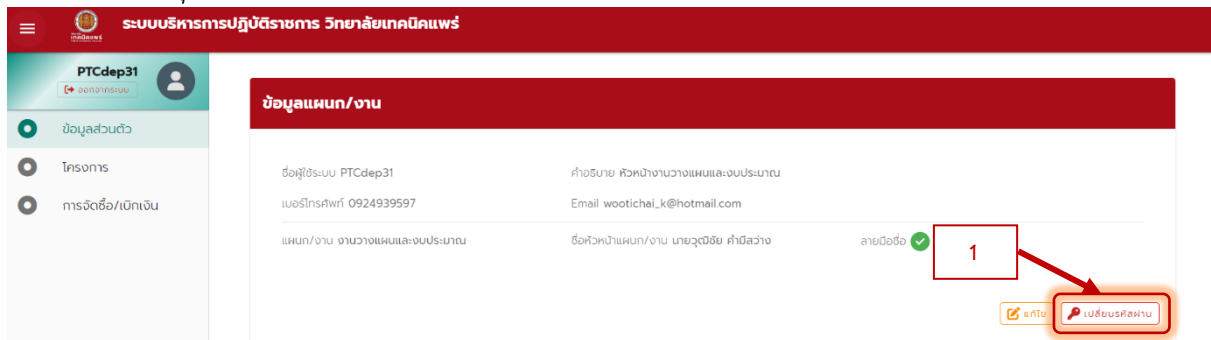 ระบบบริหารการปฏิบัติราชการ วิทยาลัยเทคนิคแพร่
PTCdep31
ออกจากระบบ
ข้อมูลส่วนตัว
โครงการ
การจัดซื้อ/เบิกเงิน
ข้อมูลแผนก/งาน
ชื่อผู้ใช้ระบบ PTCdep31 คำอธิบาย หัวหน้างานวางแผนและงบประมาณ
เบอร์โทรศัพท์ 0924939597 Email wootichai_k@hotmail.com
แผนก/งาน งานวางแผนและงบประมาณ ชื่อหัวหน้าแผนก/งาน นายวุฒิชัย คำมีสว่าง ลายมือชื่อ
1
แก้ไข เปลี่ยนรหัสผ่าน